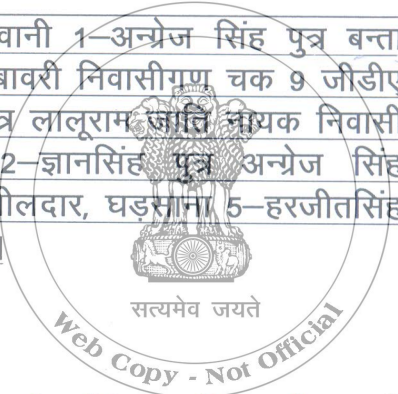 वानी 1–अन्ग्रेज सिंह पुत्र बन्ता
बावरी निवासीगण चक 9 जीडीए
त्र लालूराम जाति नायक निवासी
2–ज्ञानसिंह पुत्र अन्ग्रेज सिंह
ीलदार, घड़साना 5–हरजीतसिंह
सत्यमेव जयते
Web Copy - Not Official